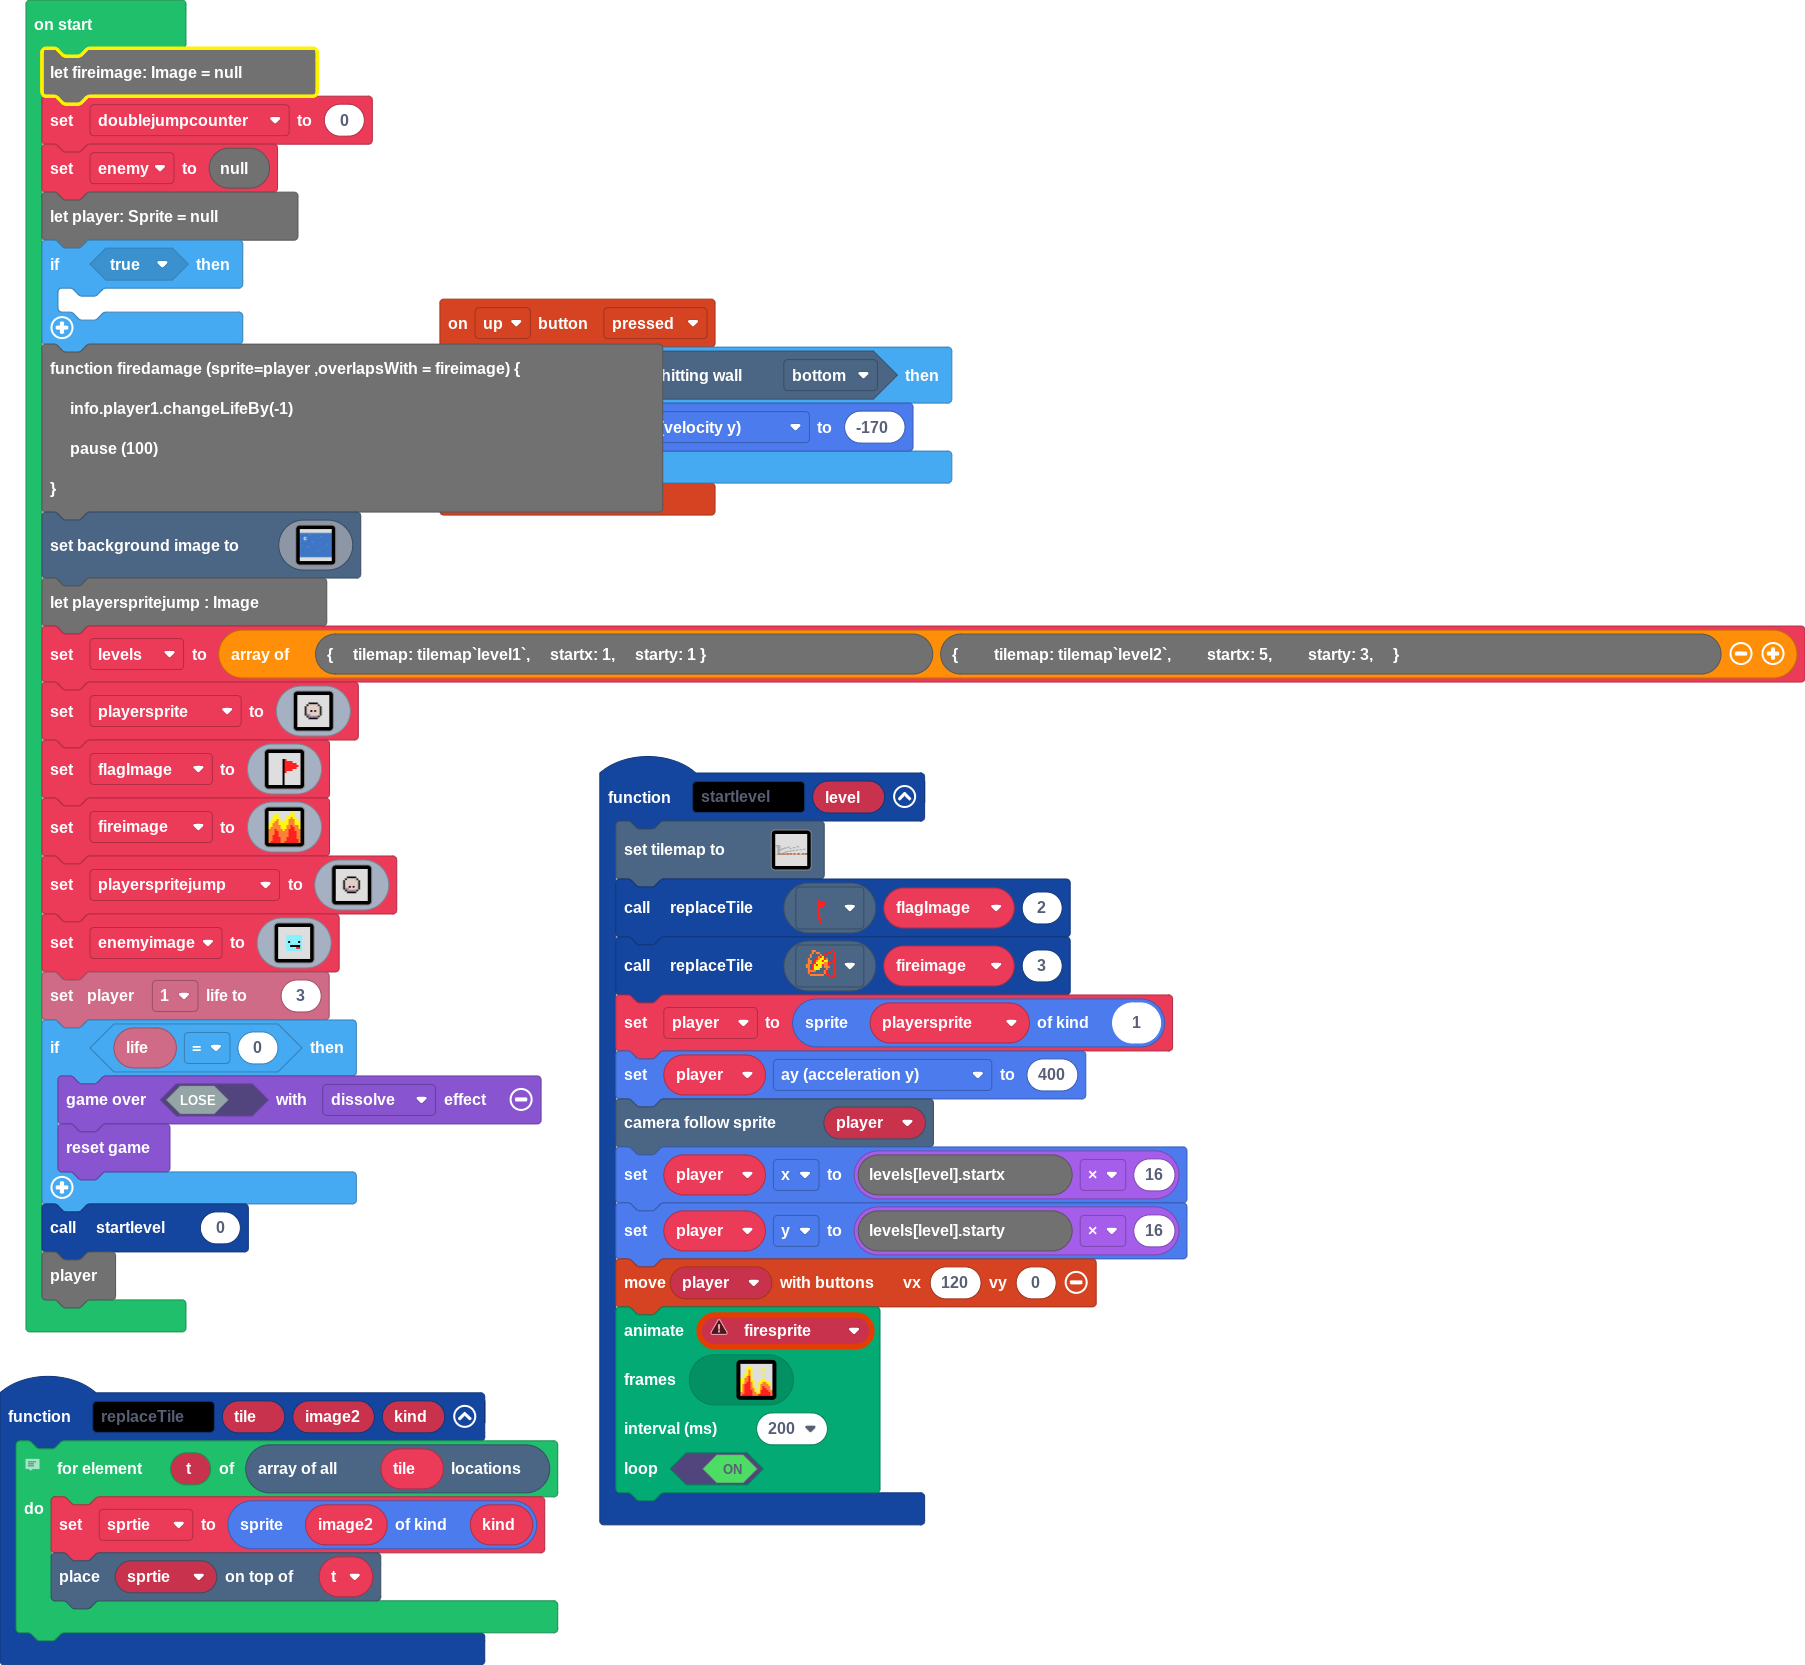 on start
let fireimage: Image = null
set doublejumpcounter to 0
set enemy to null
let player: Sprite = null
if true then
function firedamage (sprite=player ,overlapsWith = fireimage) {
info.player1.changeLifeBy(-1)
pause (100)
}
set background image to
let playerspritejump : Image
set levels to array of { tilemap: tilemap`level1`, startx: 1, starty: 1 } { tilemap: tilemap`level2`, startx: 5, starty: 3, }
set playersprite to
set flagImage to
set fireimage to
set playerspritejump to
set enemyimage to
set player 1 life to 3
if life = 0 then
game over LOSE with dissolve effect
reset game
call startlevel 0
player
on up button pressed
hitting wall bottom then
(velocity y) to -170
function startlevel level
set tilemap to
call replaceTile flagImage 2
call replaceTile fireimage 3
set player to sprite playersprite of kind 1
set player ay (acceleration y) to 400
camera follow sprite player
set player x to levels[level].startx × 16
set player y to levels[level].starty × 16
move player with buttons vx 120 vy 0
animate firesprite
frames
interval (ms) 200
loop ON
function replaceTile tile image2 kind
for element t of array of all tile locations
do
set sprtie to sprite image2 of kind kind
place sprtie on top of t